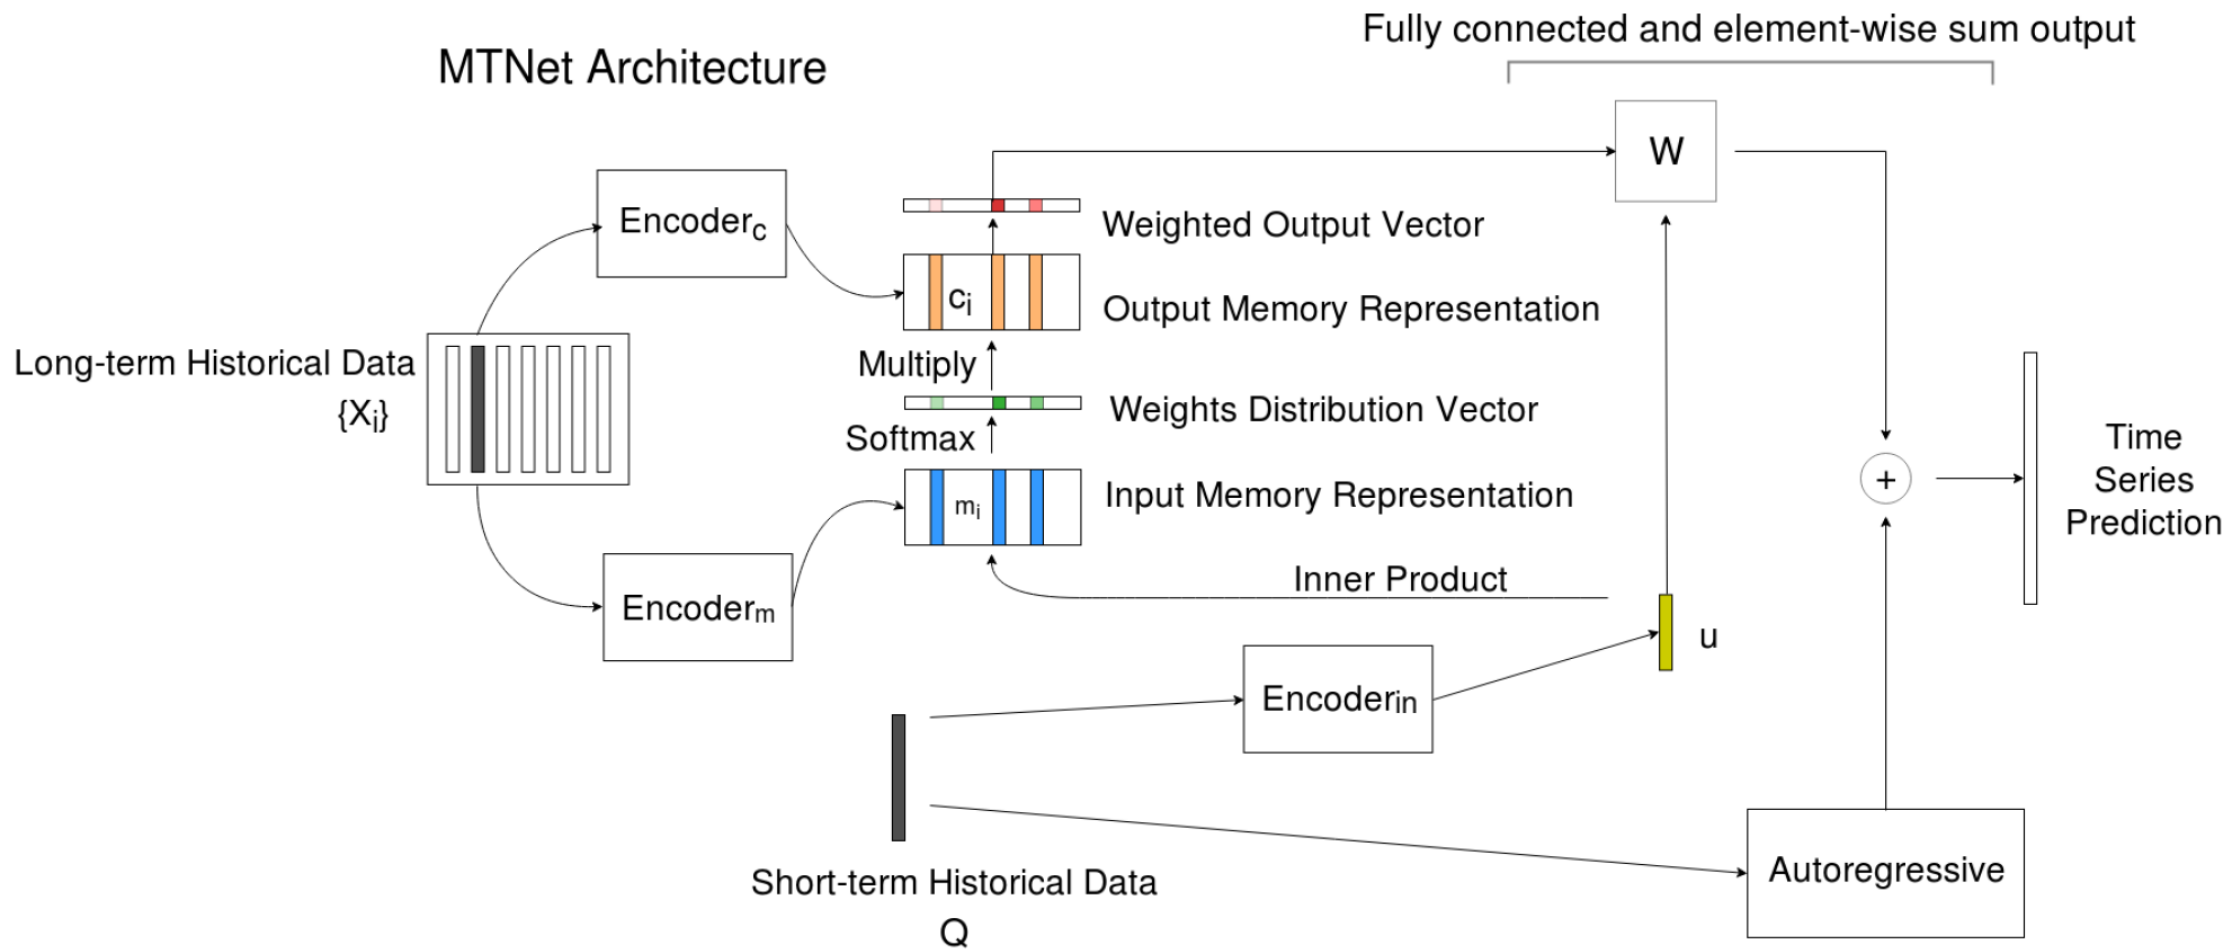 Fully connected and element-wise sum output
MTNet Architecture
W
Encoderc
Weighted Output Vector
ci
Output Memory Representation
Long-term Historical Data
{Xi}
Multiply
Weights Distribution Vector
Softmax
Time
Series
Prediction
+
mi
Input Memory Representation
Inner Product
Encoderm
u
Encoderin
Autoregressive
Short-term Historical Data
Q